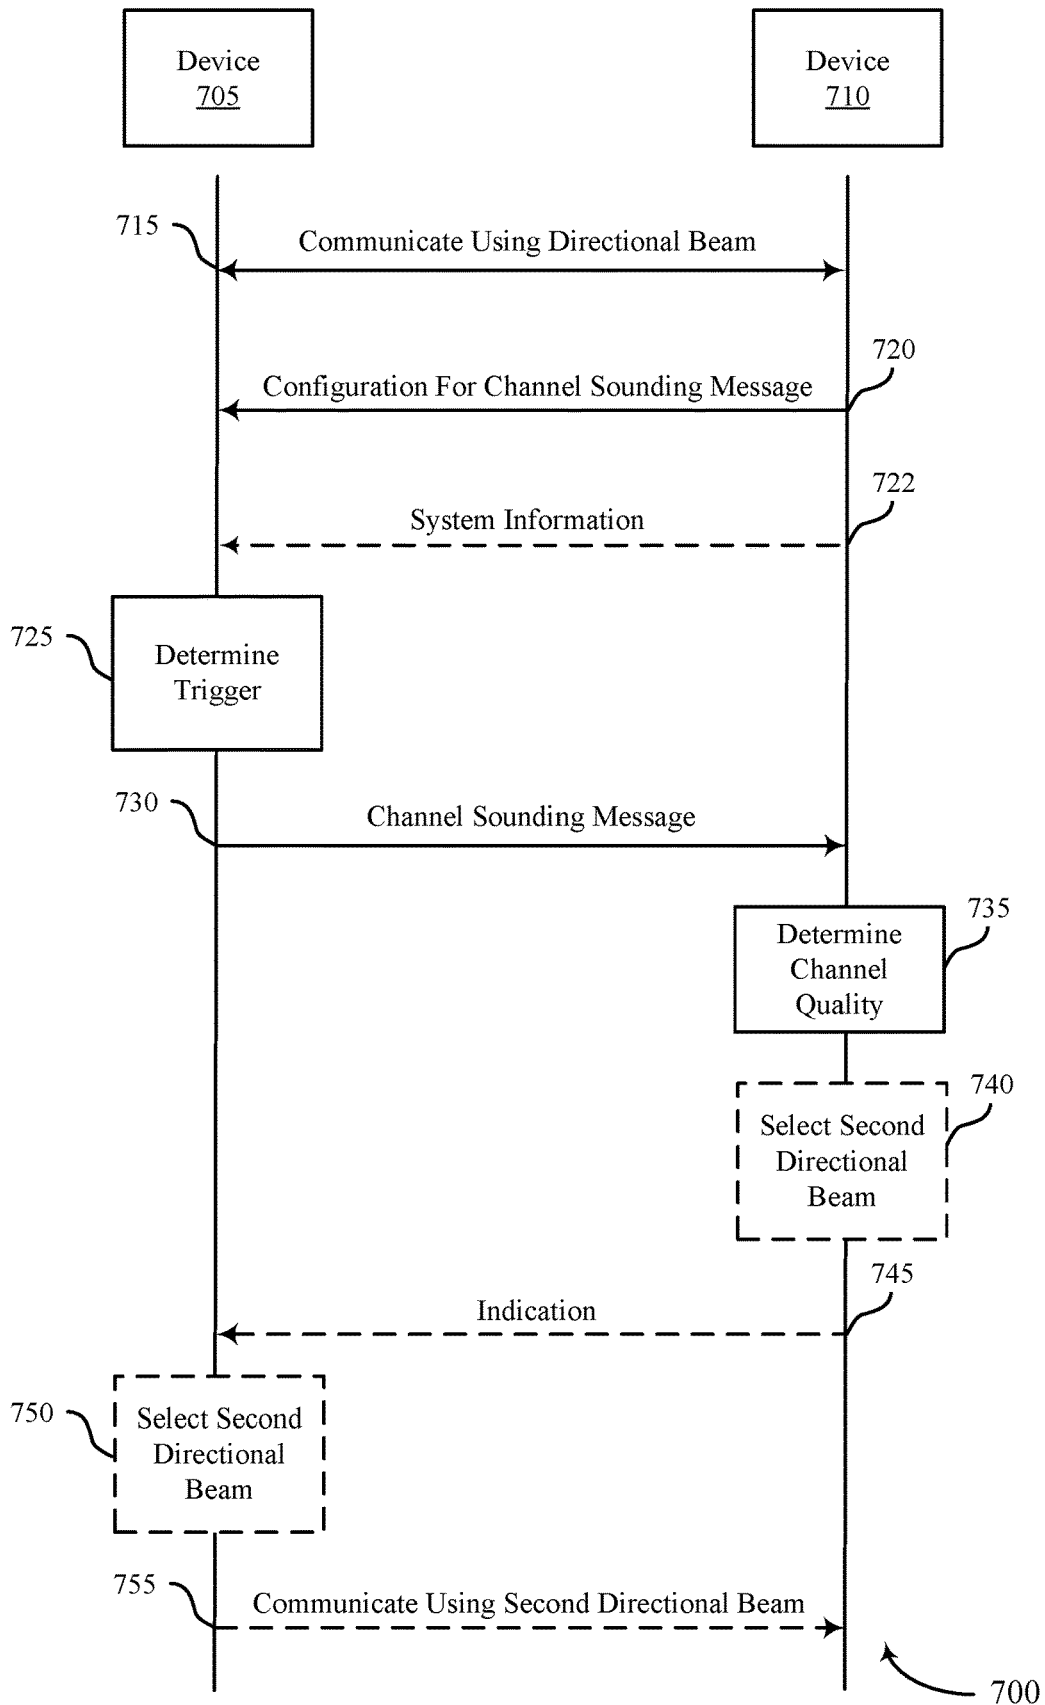 Device
705
Device
710
715
Communicate Using Directional Beam
720
Configuration For Channel Sounding Message
722
System Information
725
Determine
Trigger
730
Channel Sounding Message
735
Determine
Channel
Quality
740
Select Second
Directional
Beam
745
Indication
750
Select Second
Directional
Beam
755
Communicate Using Second Directional Beam
700